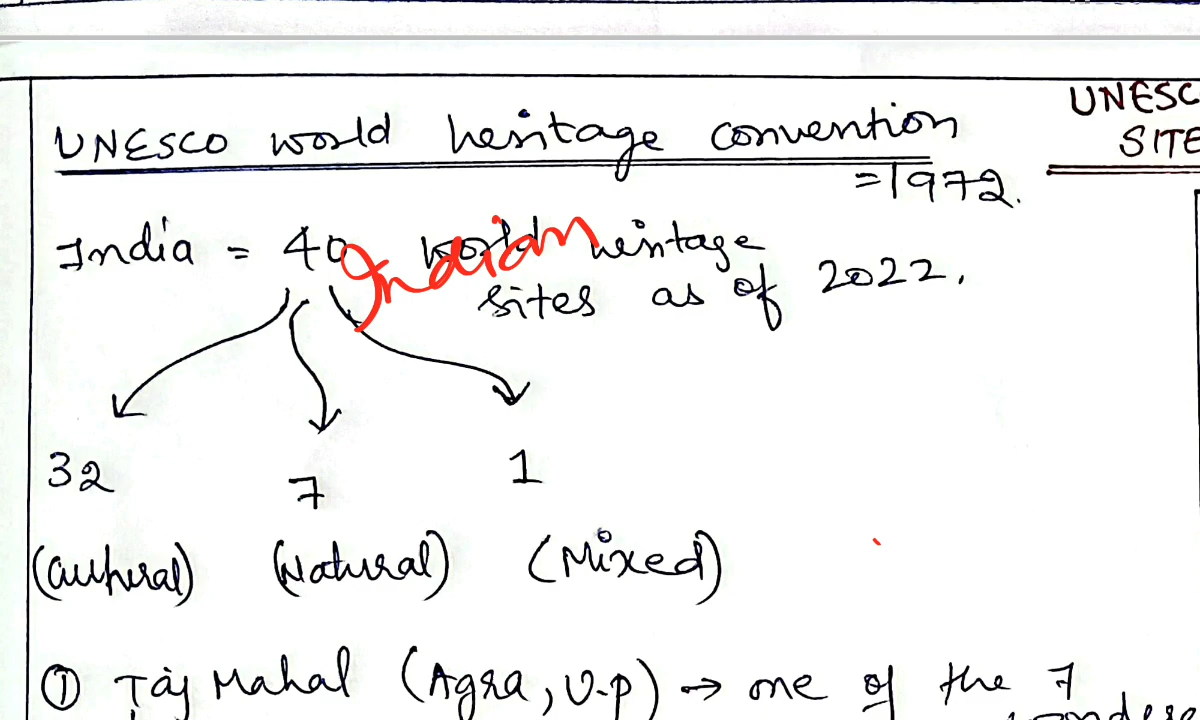 UNESCO world heritage convention
=1972.
UNESC
SITE
India = 40 world heritage
Indian
sites as of 2022.
32 7 1
(Cultural) (Natural) (Mixed)
① Taj Mahal (Agra, U.P) → one of the 7